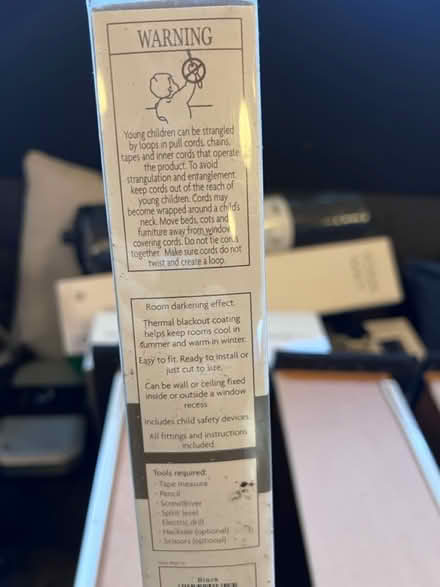 WARNING
Young children can be strangled
by loops in pull cords, chains,
tapes and inner cords that operate
the product. To avoid
strangulation and entanglement,
keep cords out of the reach of
young children. Cords may
become wrapped around a child's
neck. Move beds, cots and
furniture away from window
covering cords. Do not tie cords
together. Make sure cords do not
twist and create a loop.
Room darkening effect.
Thermal blackout coating
helps keep rooms cool in
summer and warm in winter.
Easy to fit. Ready to install or
just cut to size.
Can be wall or ceiling fixed
inside or outside a window
recess
Includes child safety devices
All fittings and instructions
included.
Tools required:
- Tape measure
- Pencil
- Screwdriver
- Spirit level
Electric drill
- Hacksaw (optional)
- Scissors (optional)
Black